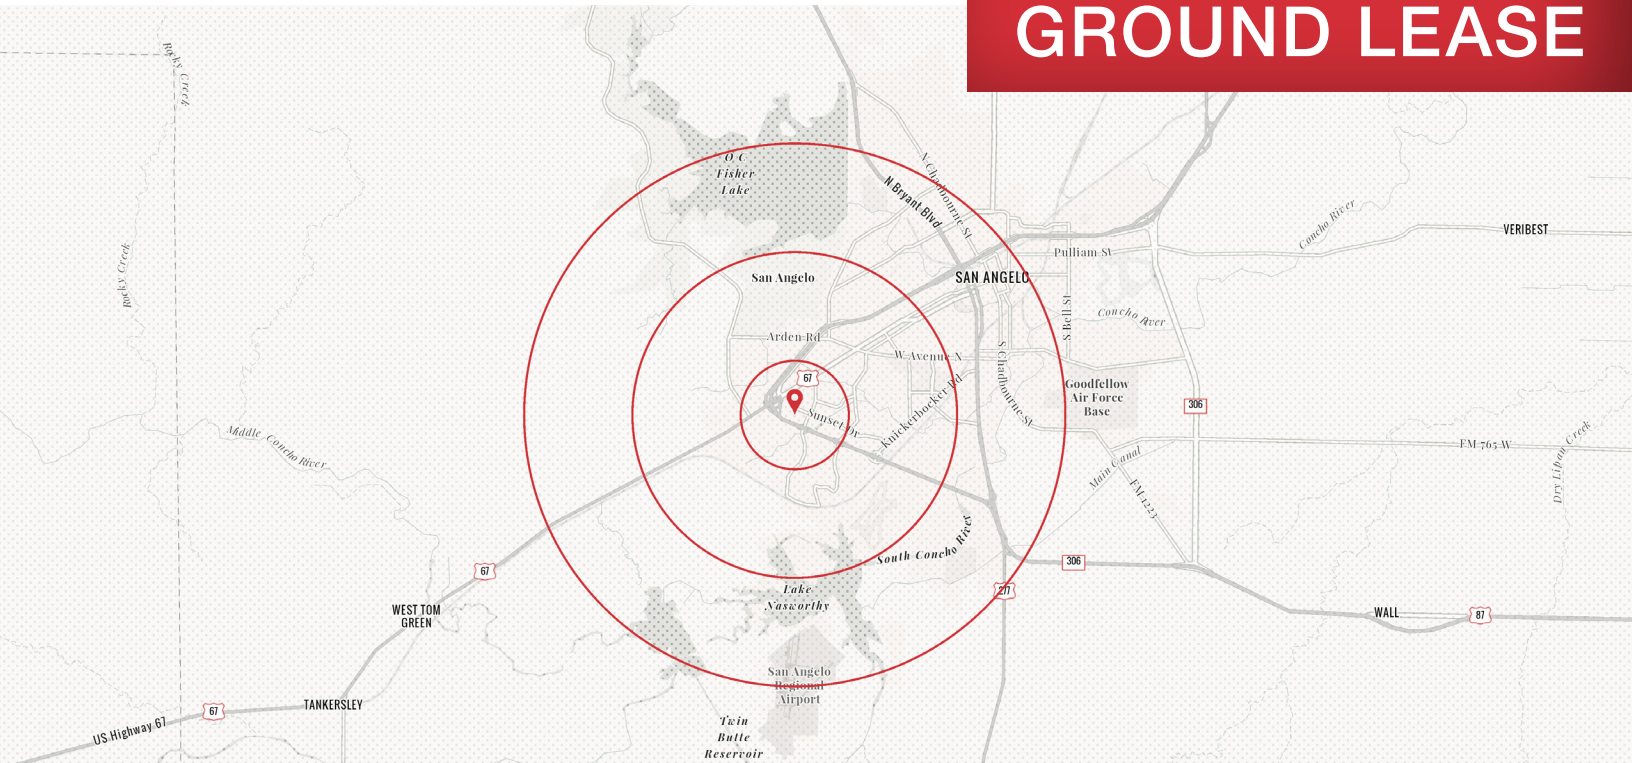 GROUND LEASE
Rocky Creek
O C
Fisher
Lake
N Chadbourne St
N Bryant Blvd
Concho River
VERIBEST
Pulliam St
Rocky Creek
San Angelo
SAN ANGELO
S Bell St
Concho River
Arden Rd
W Avenue N
67
S Chadbourne St
Goodfellow
Air Force
Base
306
Knickerbocker Rd
Sunset Dr
Middle Concho River
FM 765 W
Dry Lipan Creek
Main Canal
FM 1223
South Concho River
306
67
277
Lake
Nasworthy
WEST TOM
GREEN
WALL
87
San Angelo
Regional
Airport
TANKERSLEY
67
US Highway 67
Twin
Butte
Reservoir